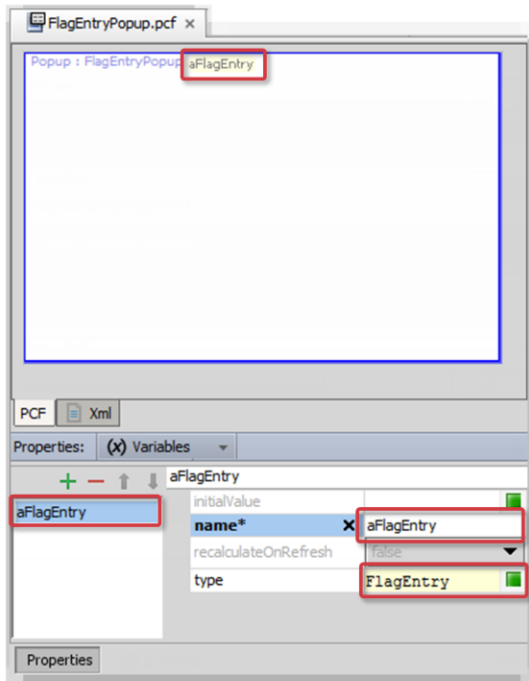 FlagEntryPopup.pcf ×
Popup : FlagEntryPopup aFlagEntry
PCF Xml
Properties: (x) Variables
aFlagEntry
aFlagEntry
initialValue
name* aFlagEntry
recalculateOnRefresh false
type FlagEntry
Properties